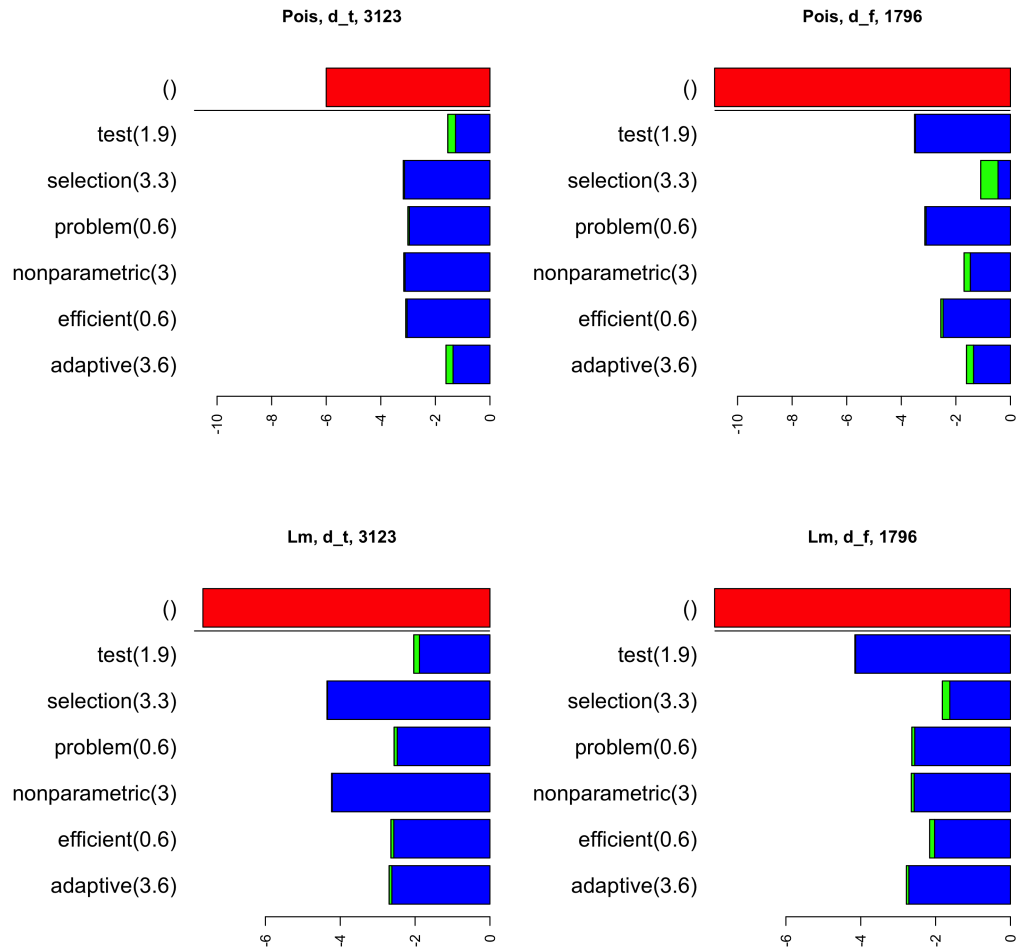 Pois, d_t, 3123
()
test(1.9)
selection(3.3)
problem(0.6)
nonparametric(3)
efficient(0.6)
adaptive(3.6)
-10 -8 -6 -4 -2 0
Pois, d_f, 1796
()
test(1.9)
selection(3.3)
problem(0.6)
nonparametric(3)
efficient(0.6)
adaptive(3.6)
-10 -8 -6 -4 -2 0
Lm, d_t, 3123
()
test(1.9)
selection(3.3)
problem(0.6)
nonparametric(3)
efficient(0.6)
adaptive(3.6)
-6 -4 -2 0
Lm, d_f, 1796
()
test(1.9)
selection(3.3)
problem(0.6)
nonparametric(3)
efficient(0.6)
adaptive(3.6)
-6 -4 -2 0